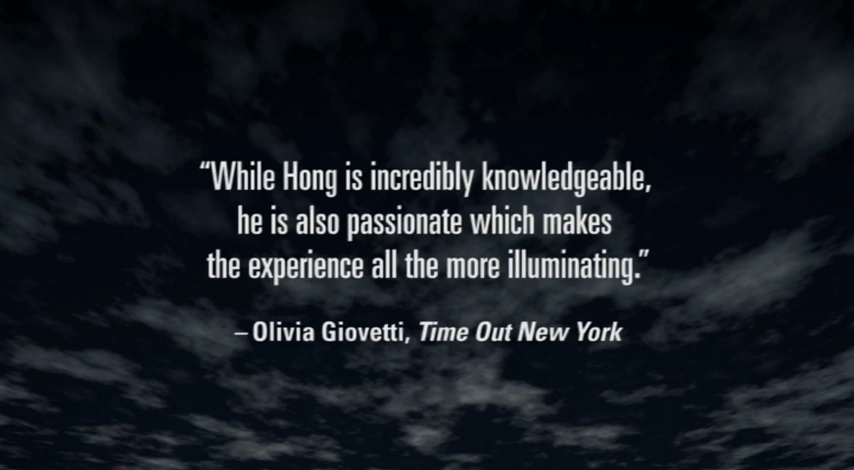 “While Hong is incredibly knowledgeable,
he is also passionate which makes
the experience all the more illuminating.”
– Olivia Giovetti, Time Out New York